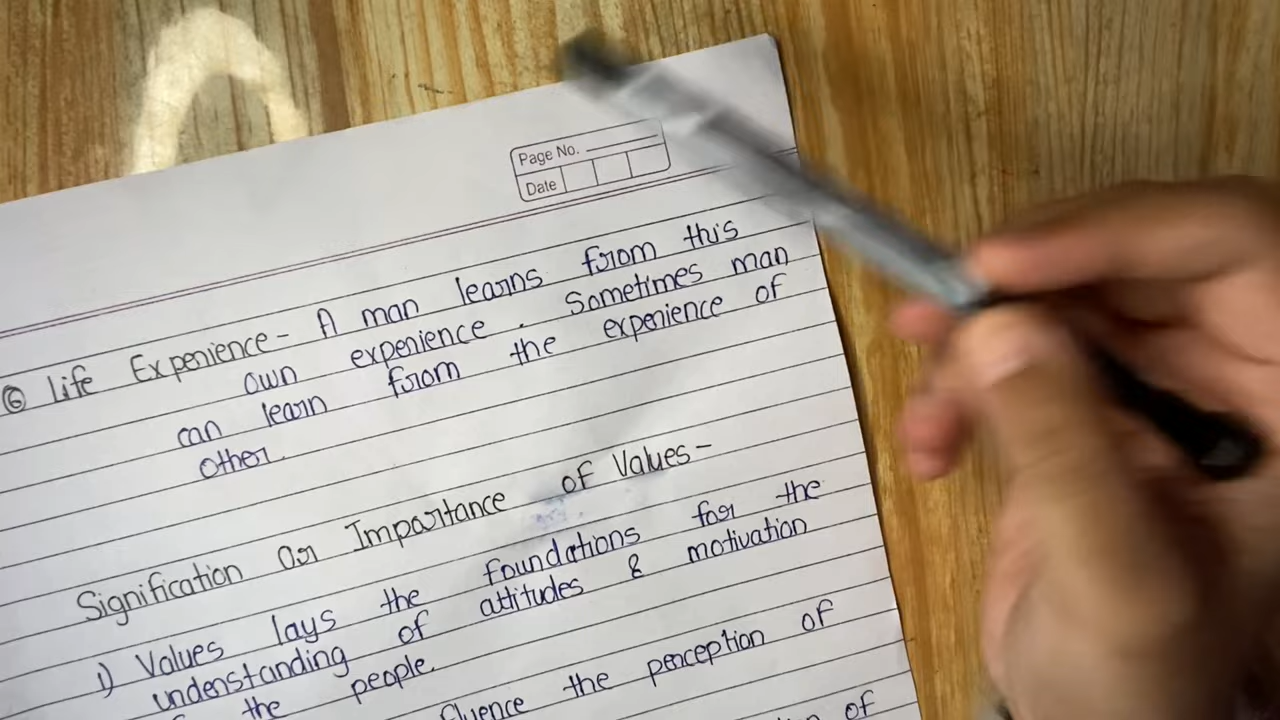 Page No.
Date
⑥ Life Experience - A man learns from this
own experience. Sometimes man
can learn from the experience of
other.
Signification Or Importance of Values -
1) Values lays the foundations for the
understanding of attitudes & motivation
the people.
the perception of
of